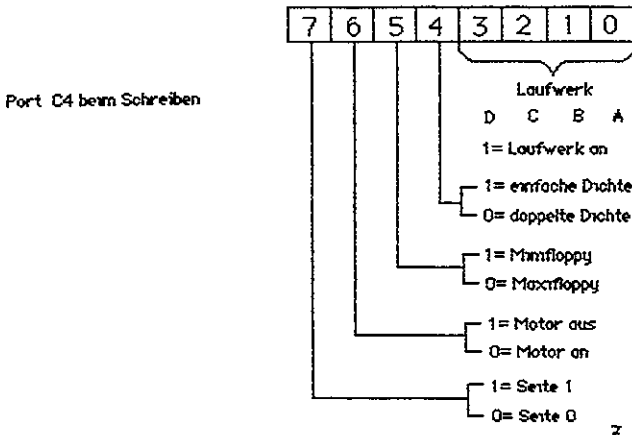 7 6 5 4 3 2 1 0
Port C4 beim Schreiben
Laufwerk
D C B A
1= Laufwerk an
1= einfache Dichte
0= doppelte Dichte
1= Minifloppy
0= Maxifloppy
1= Motor aus
0= Motor an
1= Seite 1
0= Seite 0